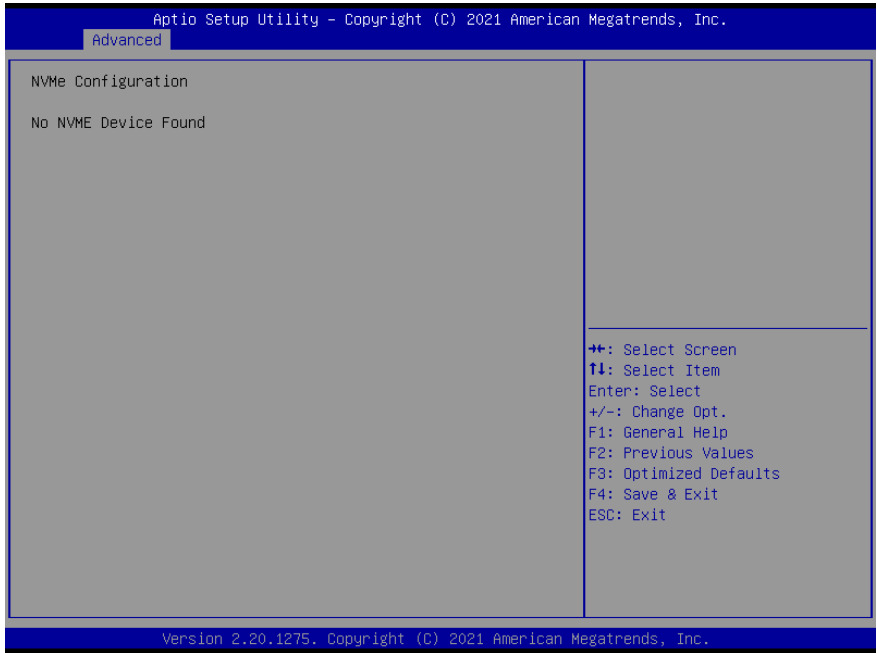 Aptio Setup Utility – Copyright (C) 2021 American Megatrends, Inc.
Advanced
NVMe Configuration
No NVME Device Found
→←: Select Screen
↑↓: Select Item
Enter: Select
+/-: Change Opt.
F1: General Help
F2: Previous Values
F3: Optimized Defaults
F4: Save & Exit
ESC: Exit
Version 2.20.1275. Copyright (C) 2021 American Megatrends, Inc.